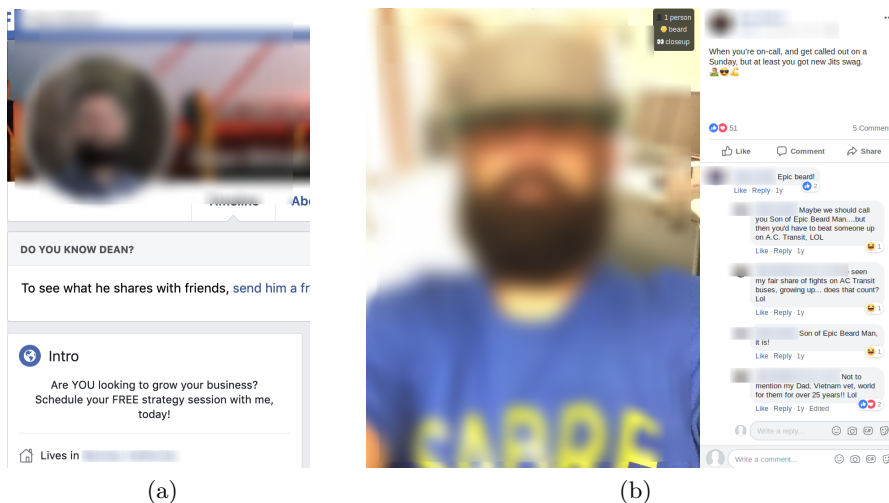 DO YOU KNOW DEAN?
To see what he shares with friends, send him a fr
Intro
Are YOU looking to grow your business?
Schedule your FREE strategy session with me,
today!
Lives in
(a)
1 person
beard
closeup
When you're on-call, and get called out on a
Sunday, but at least you got new Jits swag.
51
5 Comment
Like Comment Share
Epic beard!
2
Like · Reply · 1y
Maybe we should call
you Son of Epic Beard Man....but
then you'd have to beat someone up
on A.C. Transit, LOL
1
Like · Reply · 1y
seen
my fair share of fights on AC Transit
buses, growing up... does that count?
Lol
1
Like · Reply · 1y
Son of Epic Beard Man,
it is!
1
Like · Reply · 1y
Not to
mention my Dad, Vietnam vet, world
for them for over 25 years!! Lol
2
Like · Reply · 1y · Edited
Write a reply...
Write a comment...
(b)